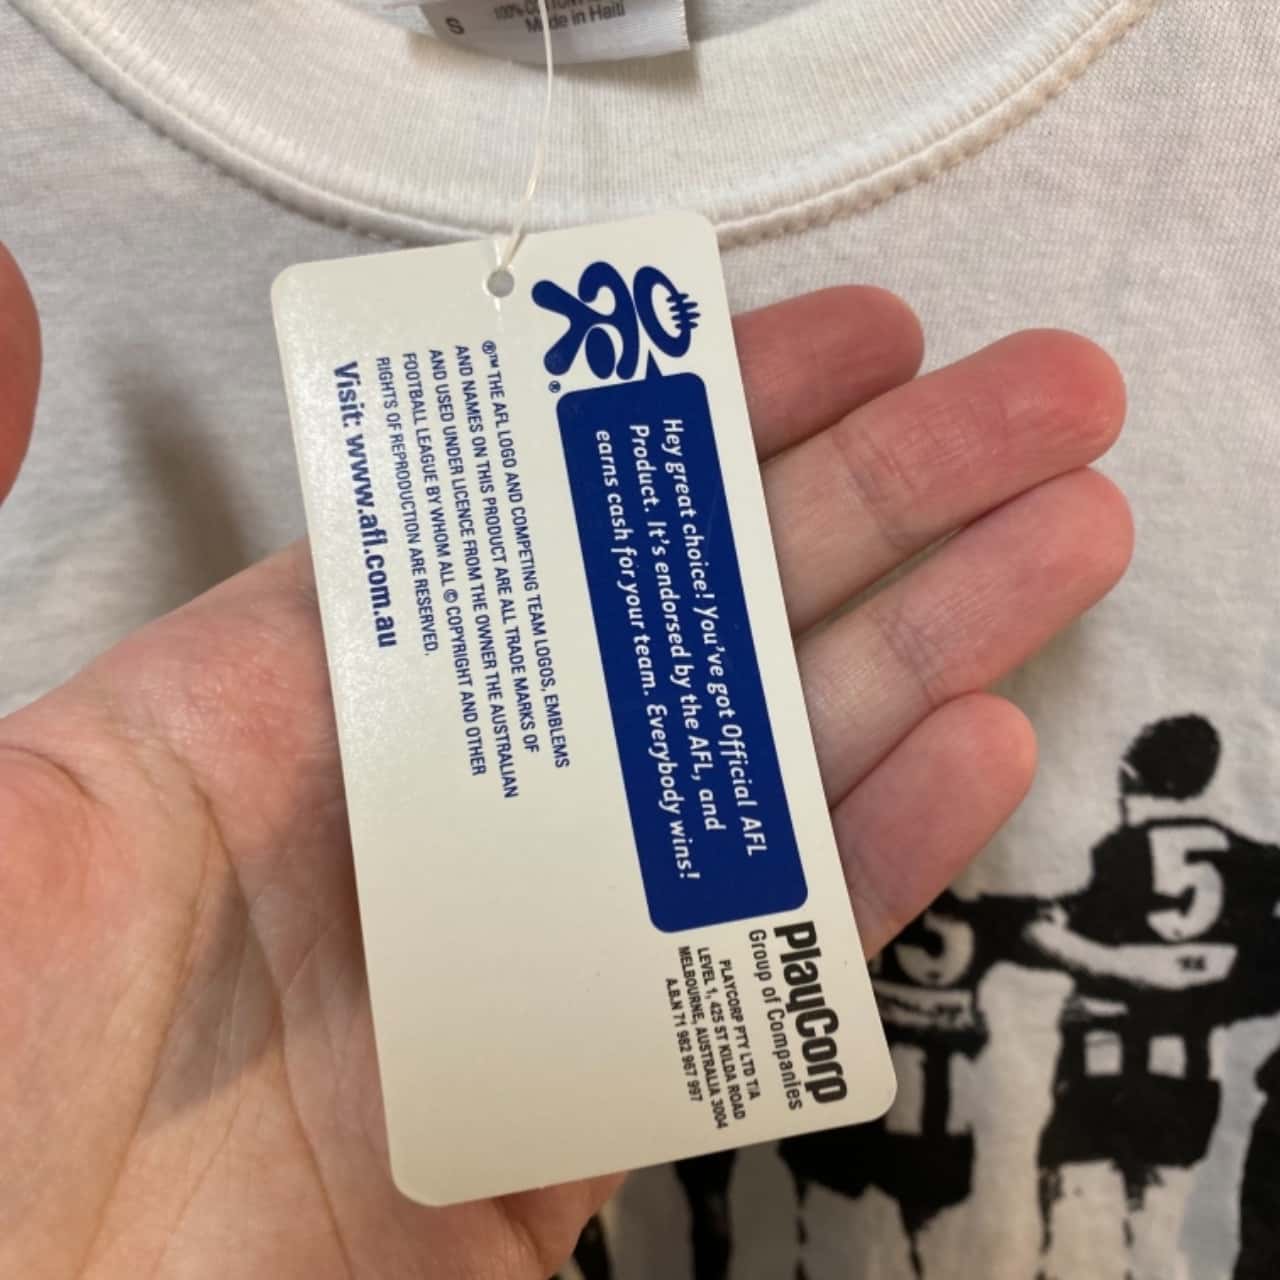 S
100% COTTON
Made in Haiti
Hey great choice! You've got Official AFL
Product. It's endorsed by the AFL, and
earns cash for your team. Everybody wins!
®
®™ THE AFL LOGO AND COMPETING TEAM LOGOS, EMBLEMS
AND NAMES ON THIS PRODUCT ARE ALL TRADE MARKS OF
AND USED UNDER LICENCE FROM THE OWNER THE AUSTRALIAN
FOOTBALL LEAGUE BY WHOM ALL © COPYRIGHT AND OTHER
RIGHTS OF REPRODUCTION ARE RESERVED.
Visit: www.afl.com.au
PlayCorp
Group of Companies
PLAYCORP PTY LTD T/A
LEVEL 1, 425 ST KILDA ROAD
MELBOURNE, AUSTRALIA 3004
A.B.N 71 982 967 997
5